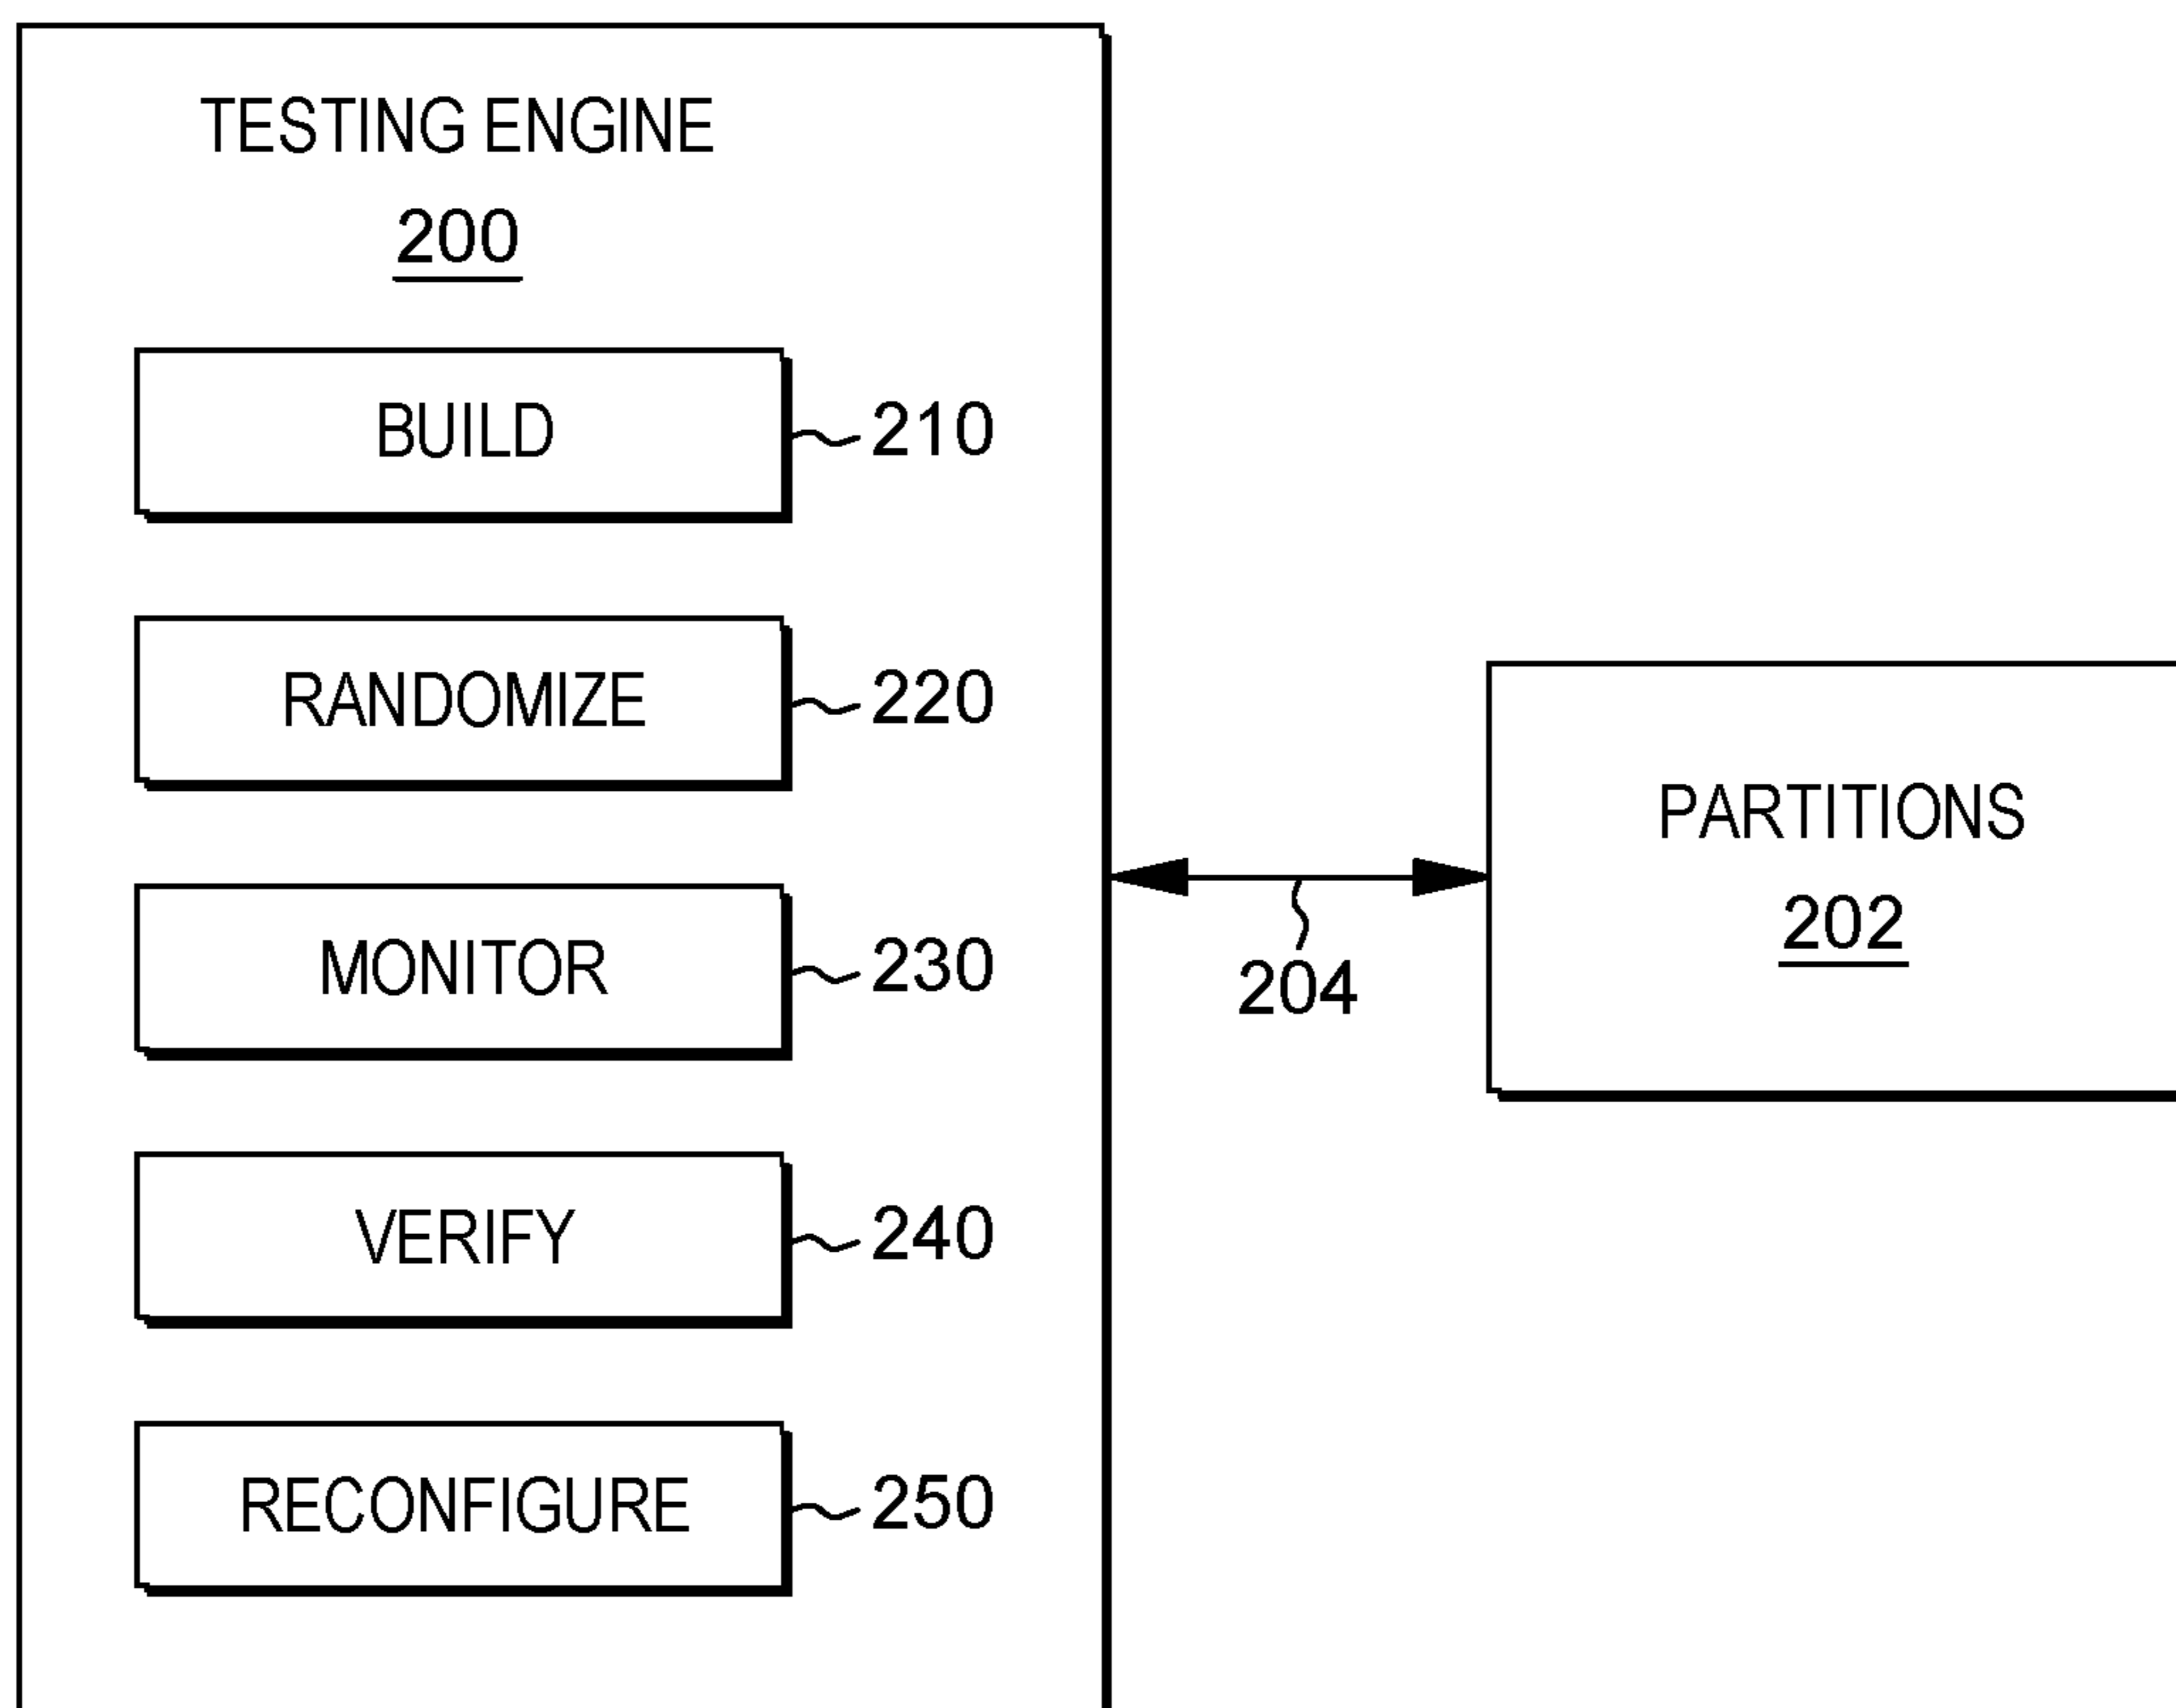 TESTING ENGINE
200
BUILD
210
RANDOMIZE
220
MONITOR
230
VERIFY
240
RECONFIGURE
250
204
PARTITIONS
202